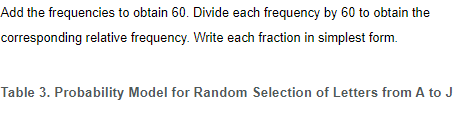 Add the frequencies to obtain 60. Divide each frequency by 60 to obtain the
corresponding relative frequency. Write each fraction in simplest form.
Table 3. Probability Model for Random Selection of Letters from A to J